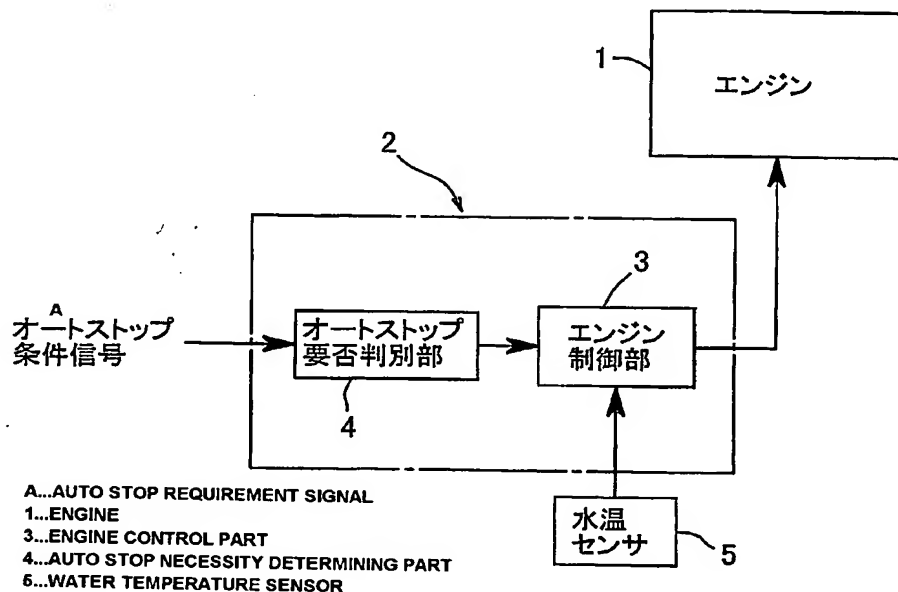 1
エンジン
2
3
A
オートストップ
条件信号
オートストップ
要否判別部
エンジン
制御部
4
水温
センサ
5
A...AUTO STOP REQUIREMENT SIGNAL
1...ENGINE
3...ENGINE CONTROL PART
4...AUTO STOP NECESSITY DETERMINING PART
5...WATER TEMPERATURE SENSOR